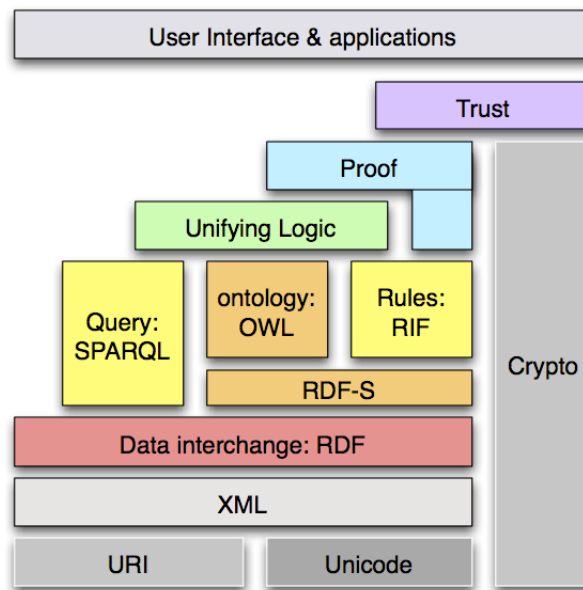 User Interface & applications
Trust
Proof
Unifying Logic
Query:
SPARQL
ontology:
OWL
Rules:
RIF
Crypto
RDF-S
Data interchange: RDF
XML
URI
Unicode